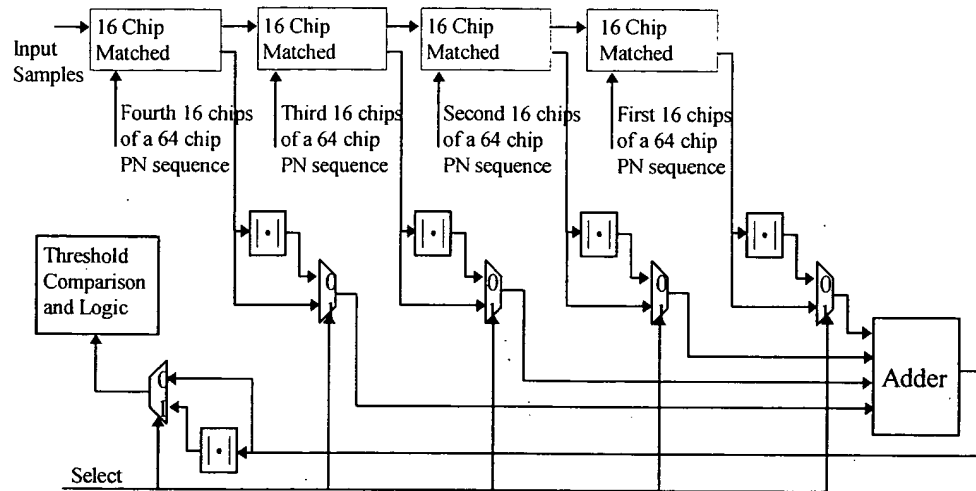 16 Chip
Matched
16 Chip
Matched
16 Chip
Matched
16 Chip
Matched
Input
Samples
Fourth 16 chips
of a 64 chip
PN sequence
Third 16 chips
of a 64 chip
PN sequence
Second 16 chips
of a 64 chip
PN sequence
First 16 chips
of a 64 chip
PN sequence
|•|
|•|
|•|
|•|
Threshold
Comparison
and Logic
0
1
0
1
0
1
0
1
Adder
0
1
|•|
Select